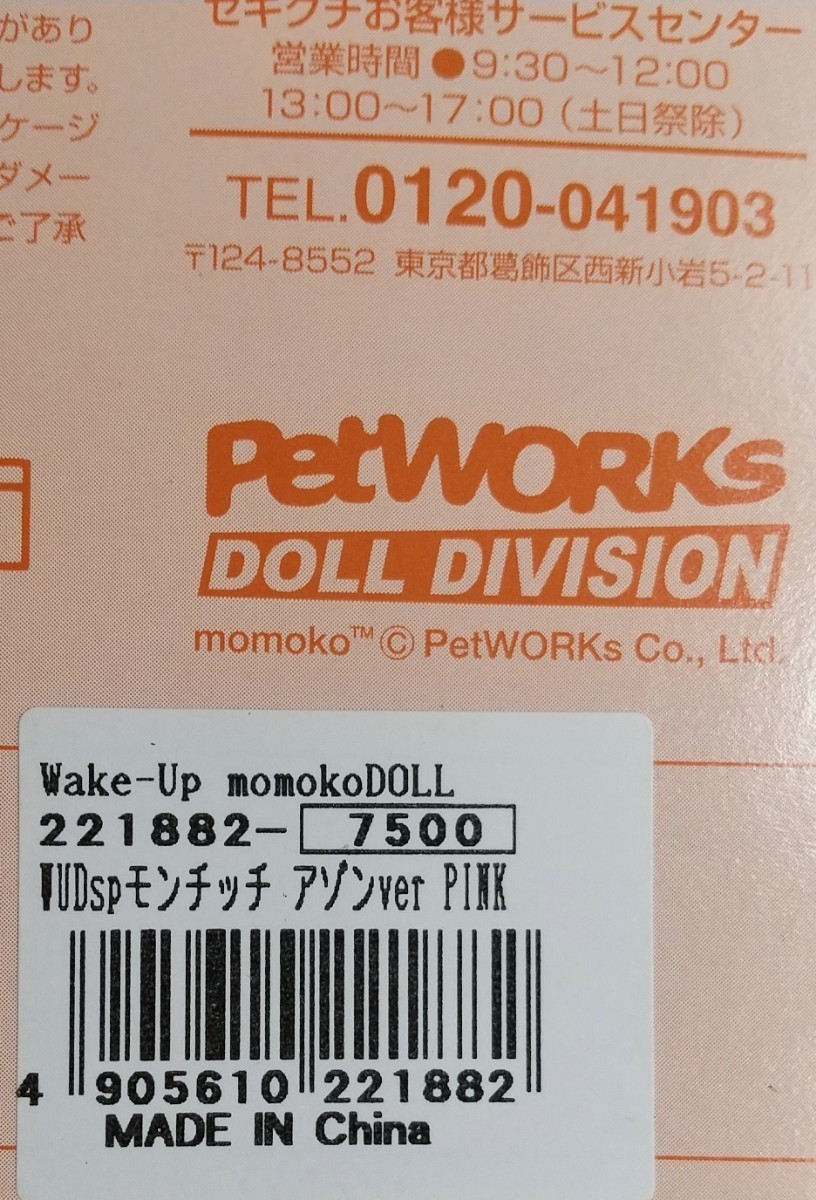 があり
します。
ケージ
ダメー
ご了承
セキグチお客様サービスセンター
営業時間●9:30〜12:00
13:00〜17:00（土日祭除）
TEL.0120-041903
〒124-8552 東京都葛飾区西新小岩5-2-11
PetWORKs
DOLL DIVISION
momoko™© PetWORKs Co., Ltd.
Wake-Up momokoDOLL
221882- 7500
WUDspモンチッチ アゾンver PINK
4 905610 221882
MADE IN China